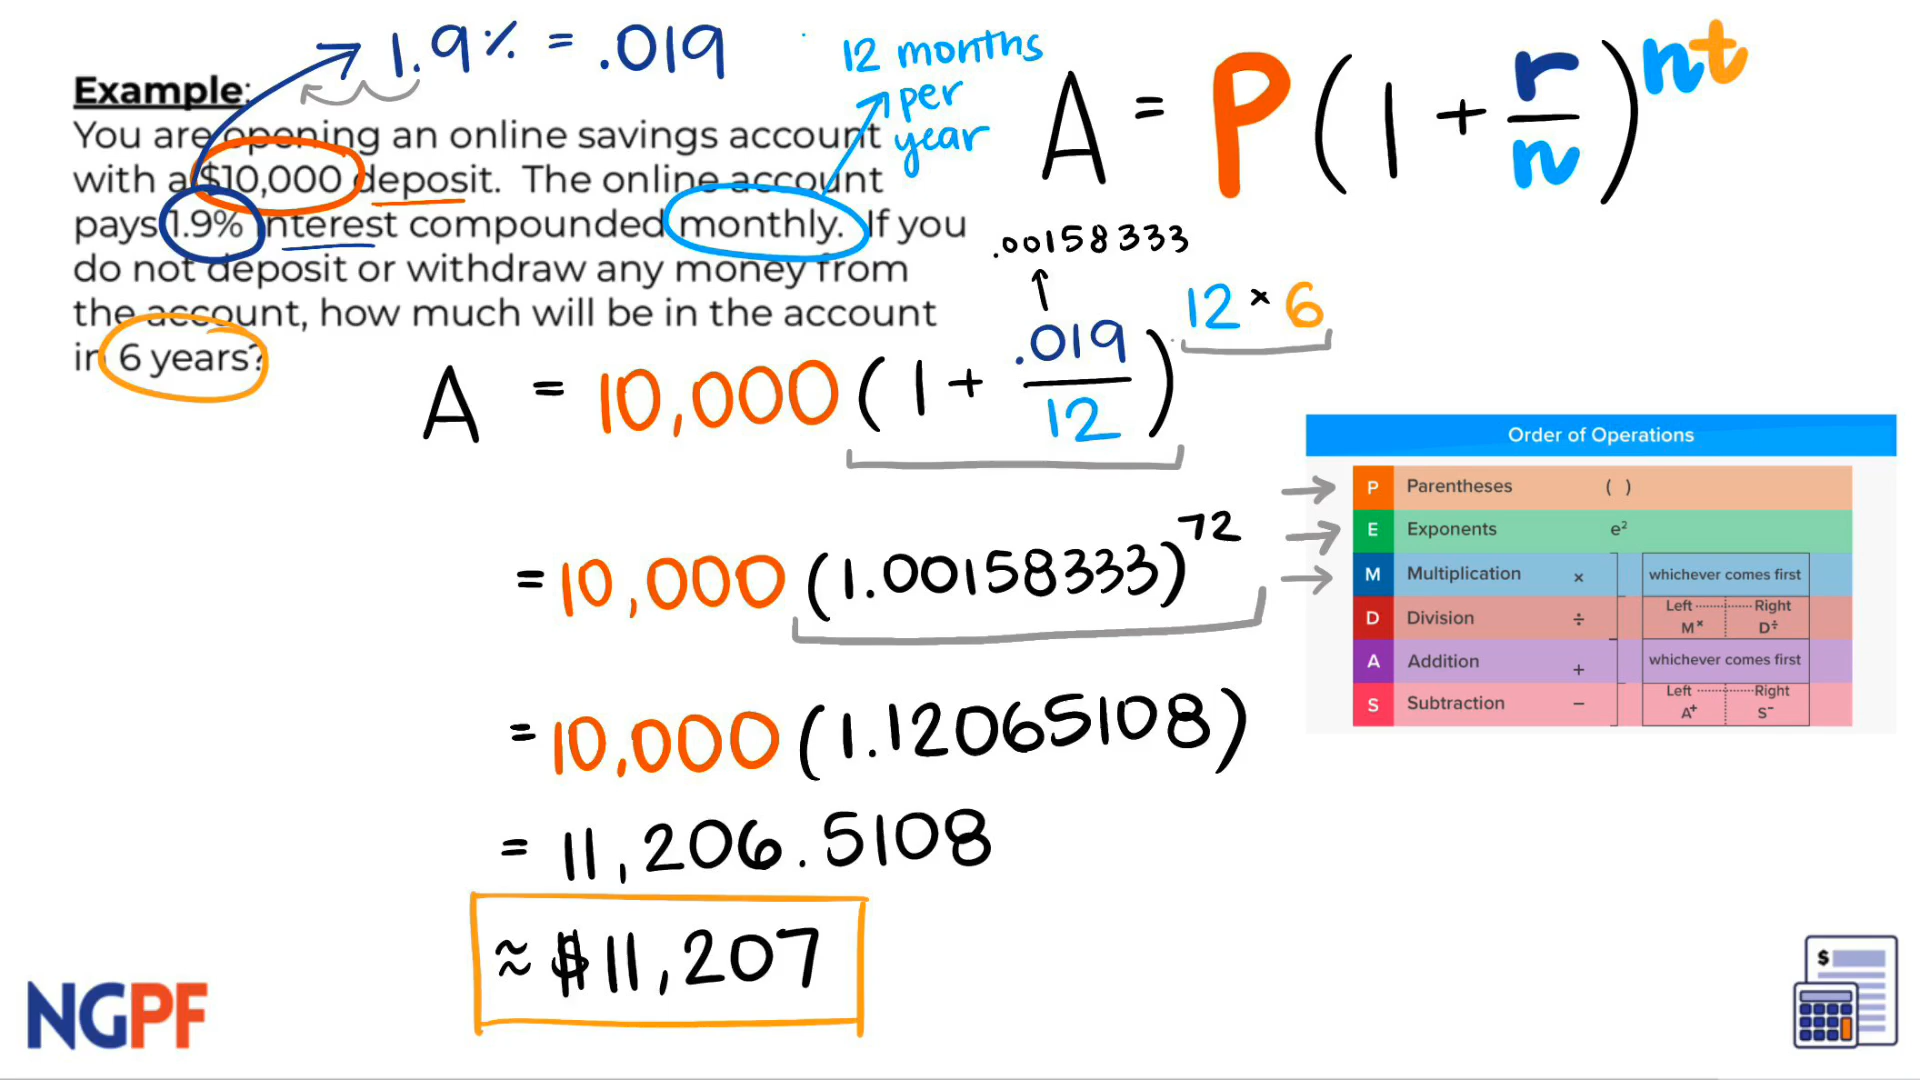 1.9% = .019
12 months
per
year
A = P(1 + r/n)^nt
Example:
You are opening an online savings account
with a $10,000 deposit. The online account
pays 1.9% interest compounded monthly. If you
do not deposit or withdraw any money from
the account, how much will be in the account
in 6 years?
.00158333
A = 10,000 (1 + .019/12)^12 × 6
= 10,000 (1.00158333)^72
= 10,000 (1.12065108)
= 11,206.5108
≈ $11,207
Order of Operations
P Parentheses ( )
E Exponents e²
M Multiplication × whichever comes first
D Division ÷ Left Right M× D÷
A Addition + whichever comes first
S Subtraction − Left Right A+ S−
NGPF
$